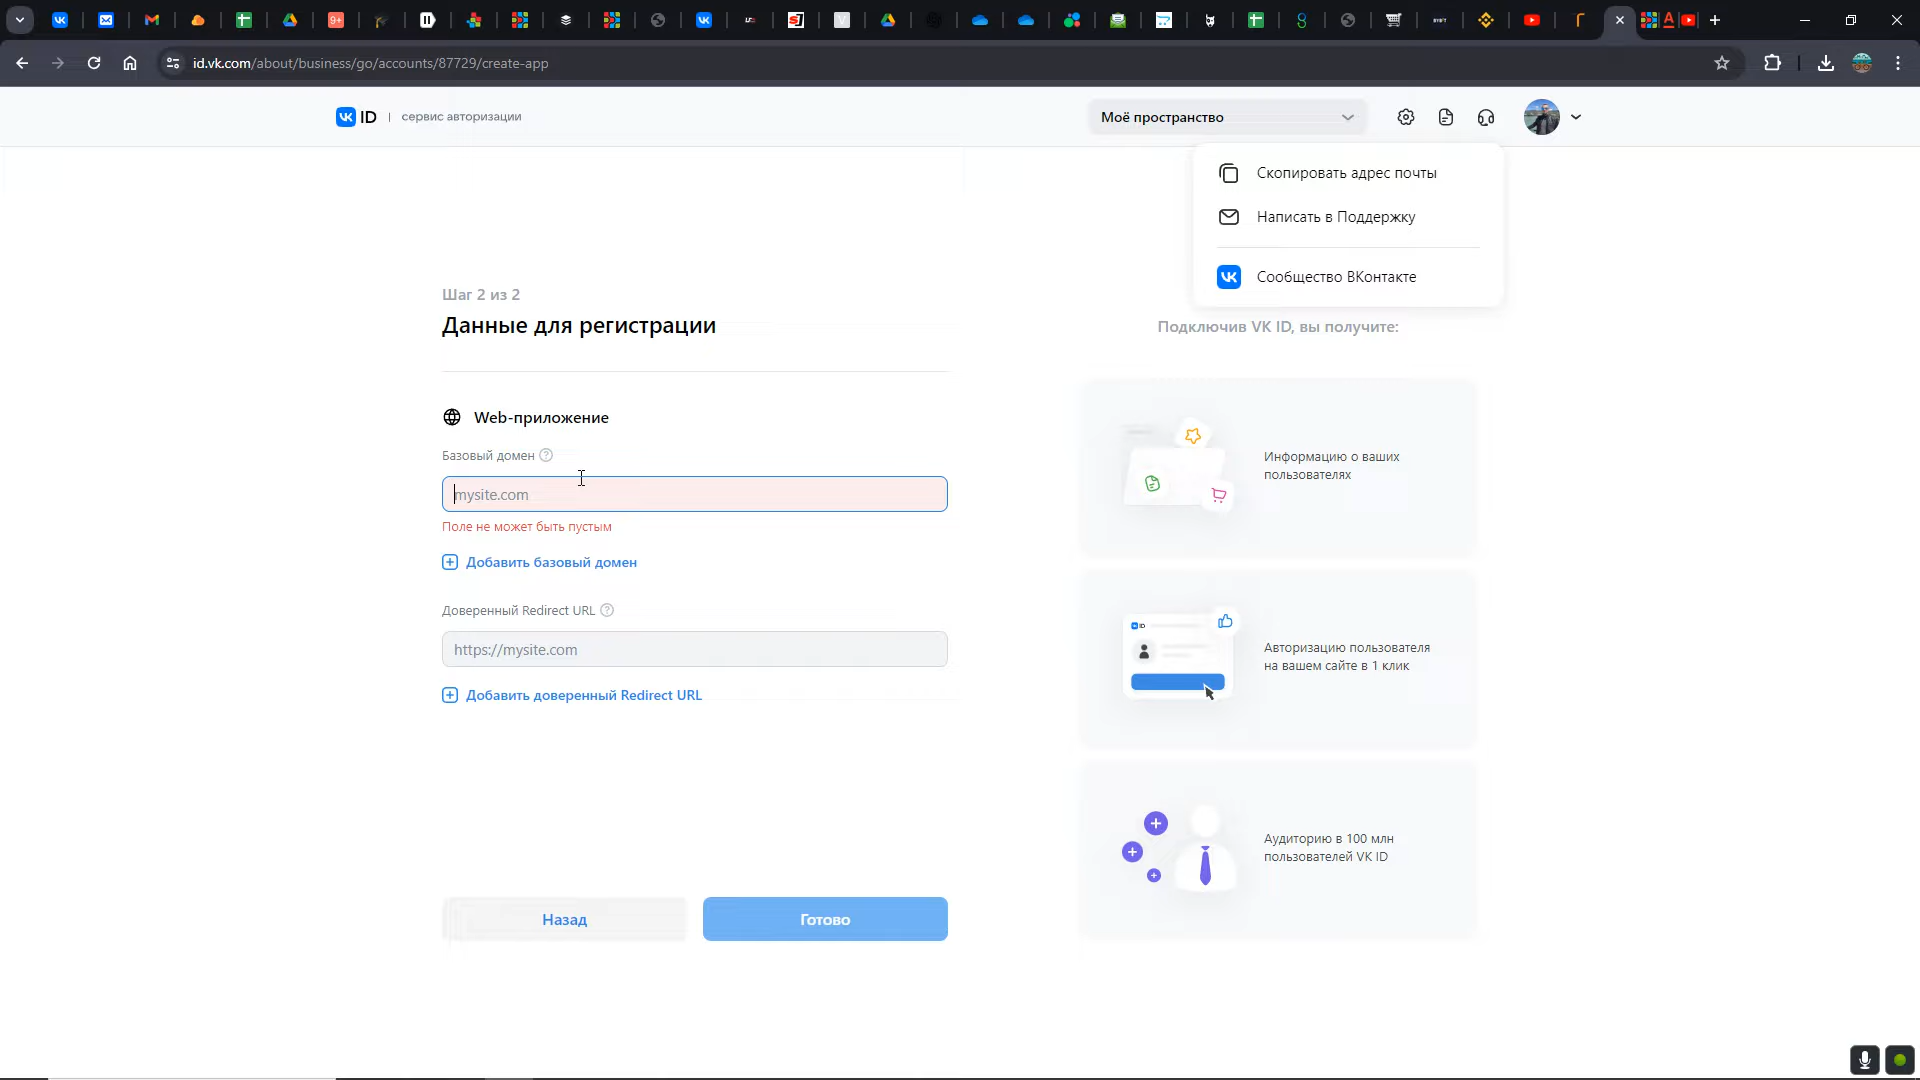 9+
id.vk.com/about/business/go/accounts/87729/create-app
VK ID | сервис авторизации
Моё пространство
Скопировать адрес почты
Написать в Поддержку
Сообщество ВКонтакте
Шаг 2 из 2
Данные для регистрации
Web-приложение
Базовый домен
mysite.com
Поле не может быть пустым
Добавить базовый домен
Доверенный Redirect URL
https://mysite.com
Добавить доверенный Redirect URL
Назад
Готово
Подключив VK ID, вы получите:
Информацию о ваших
пользователях
Авторизацию пользователя
на вашем сайте в 1 клик
Аудиторию в 100 млн
пользователей VK ID